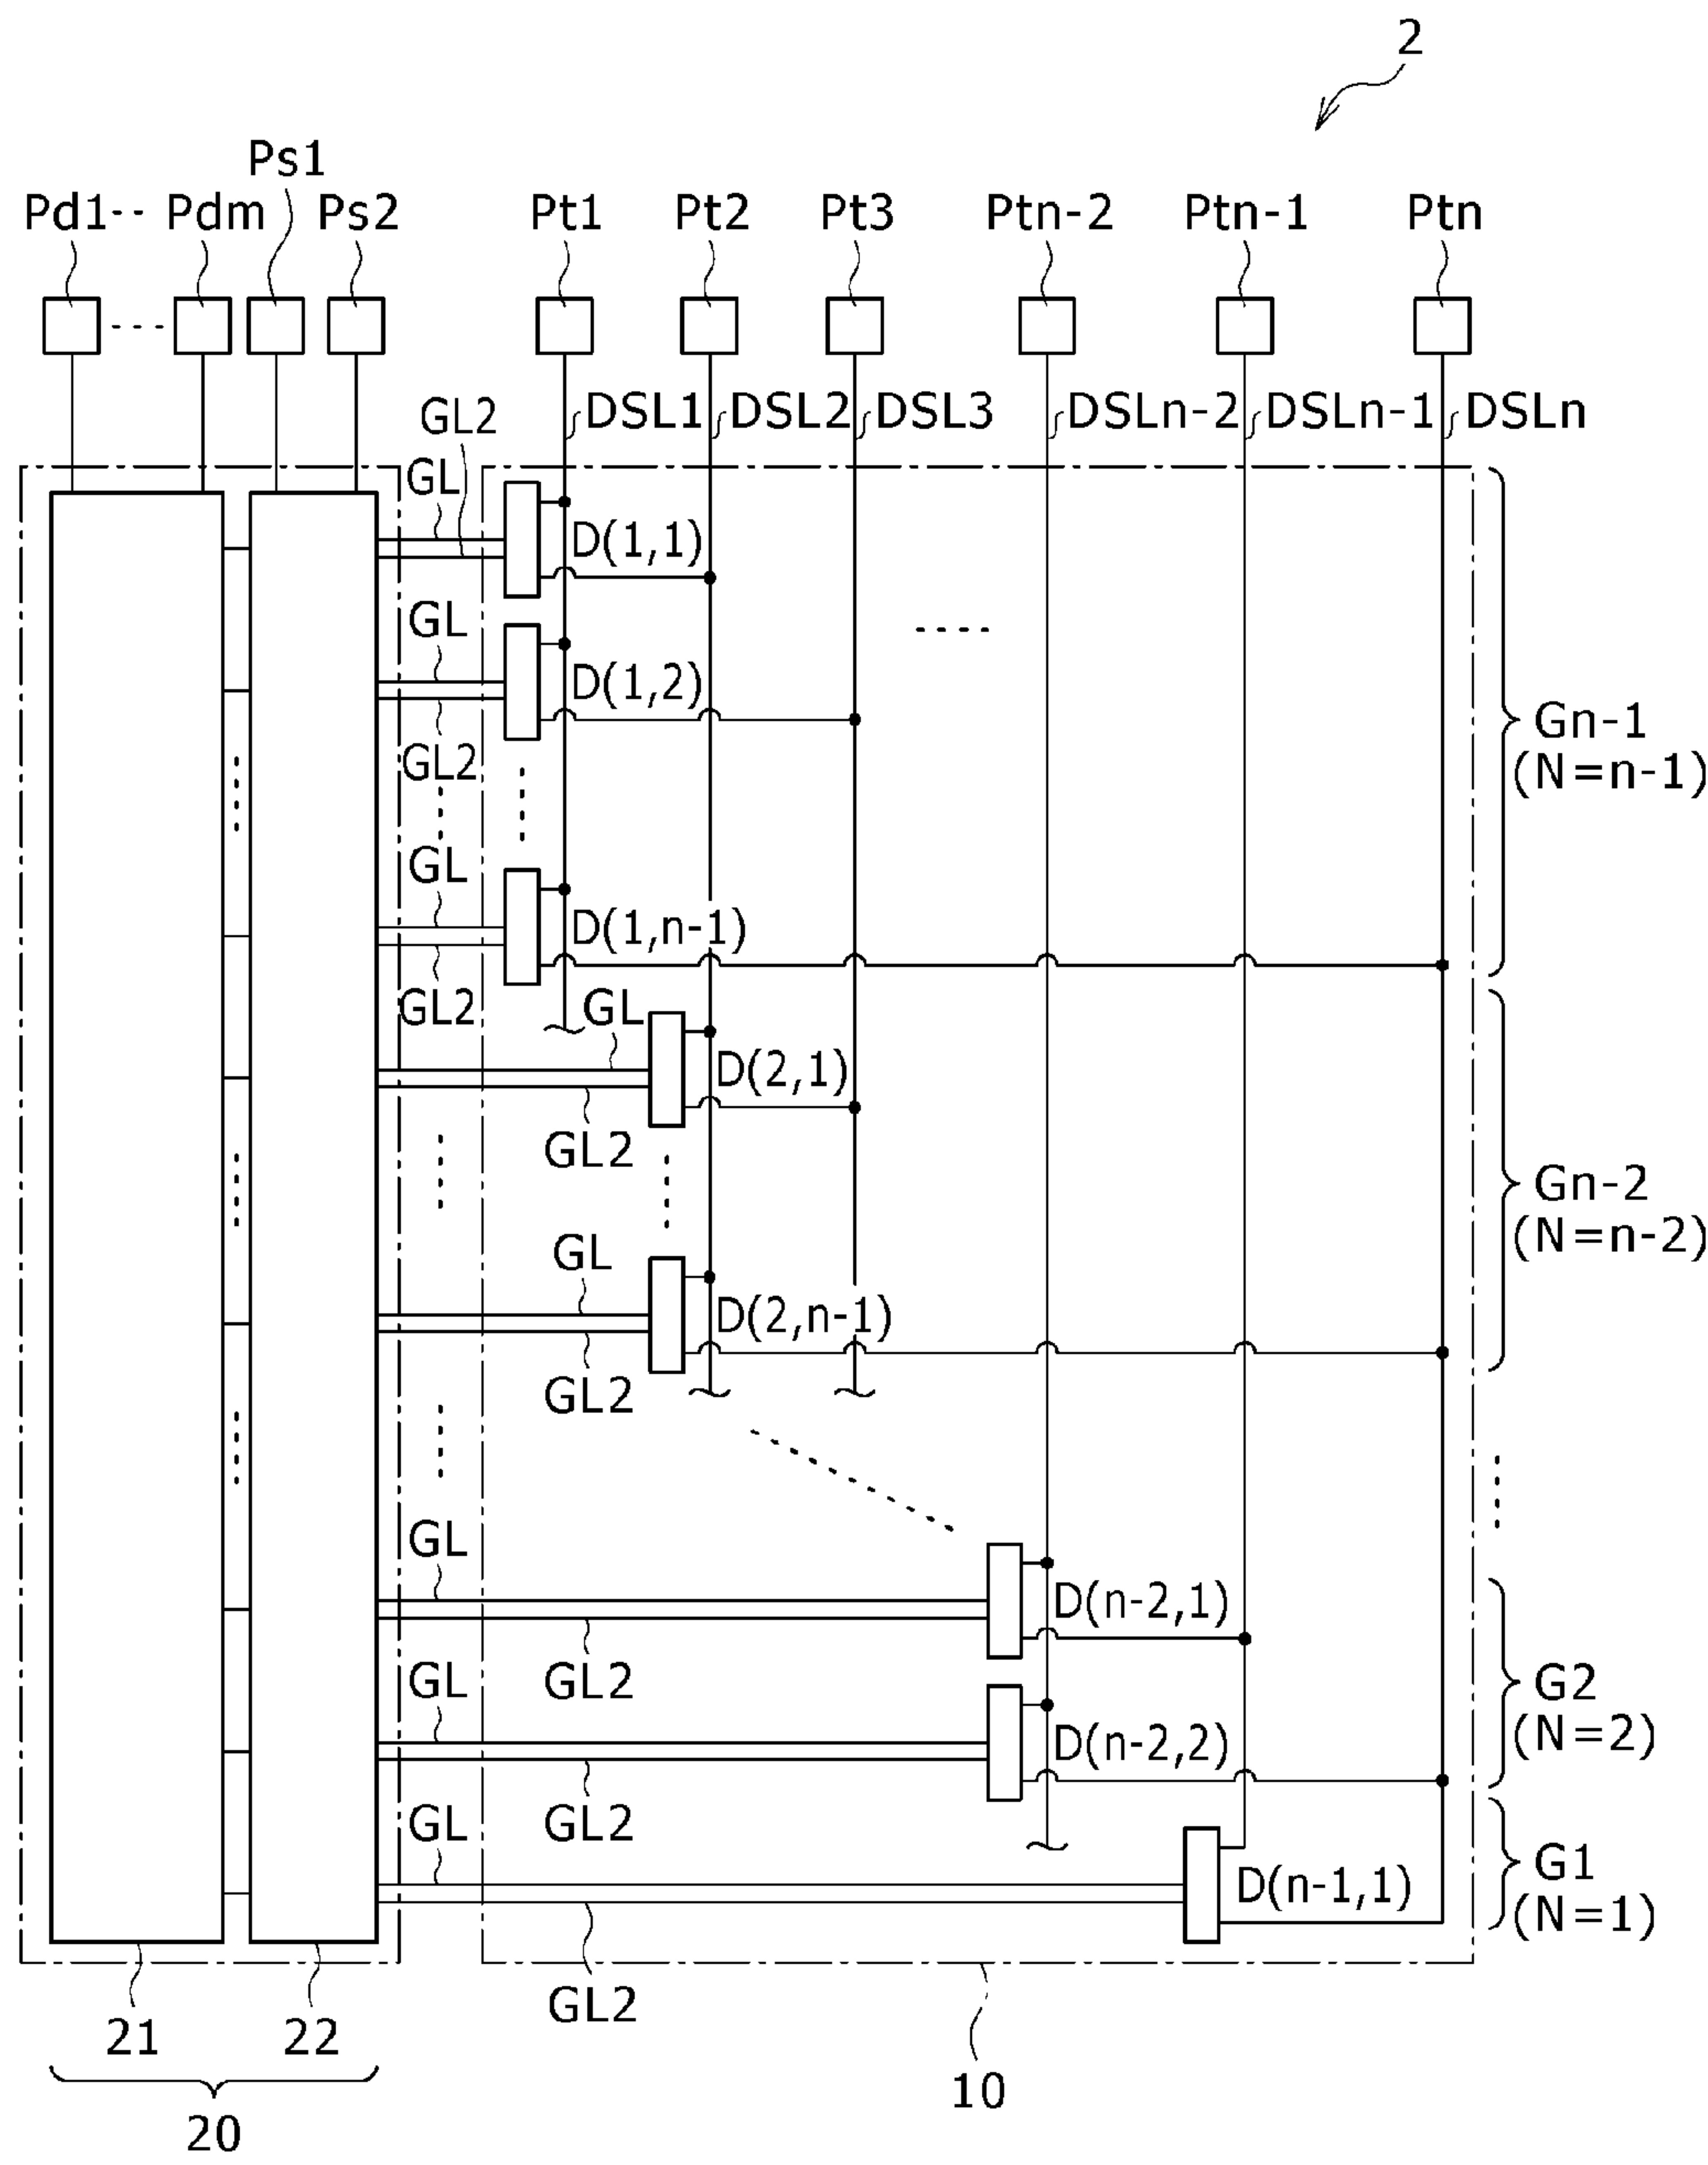 2
Ps1
Pd1-- Pdm Ps2 Pt1 Pt2 Pt3 Ptn-2 Ptn-1 Ptn
GL2 DSL1 DSL2 DSL3 DSLn-2 DSLn-1 DSLn
GL
D(1,1)
GL
D(1,2)
GL2
Gn-1
(N=n-1)
GL
D(1,n-1)
GL2 GL
D(2,1)
GL2
Gn-2
(N=n-2)
GL
D(2,n-1)
GL2
GL
D(n-2,1)
GL GL2
G2
(N=2)
D(n-2,2)
GL GL2
G1
(N=1)
D(n-1,1)
GL2
21 22
10
20